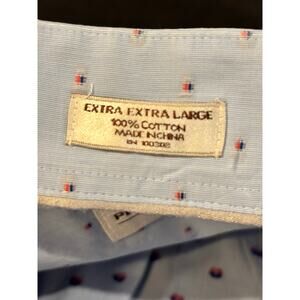 EXTRA EXTRA LARGE
100% COTTON
MADE IN CHINA
RN 100308